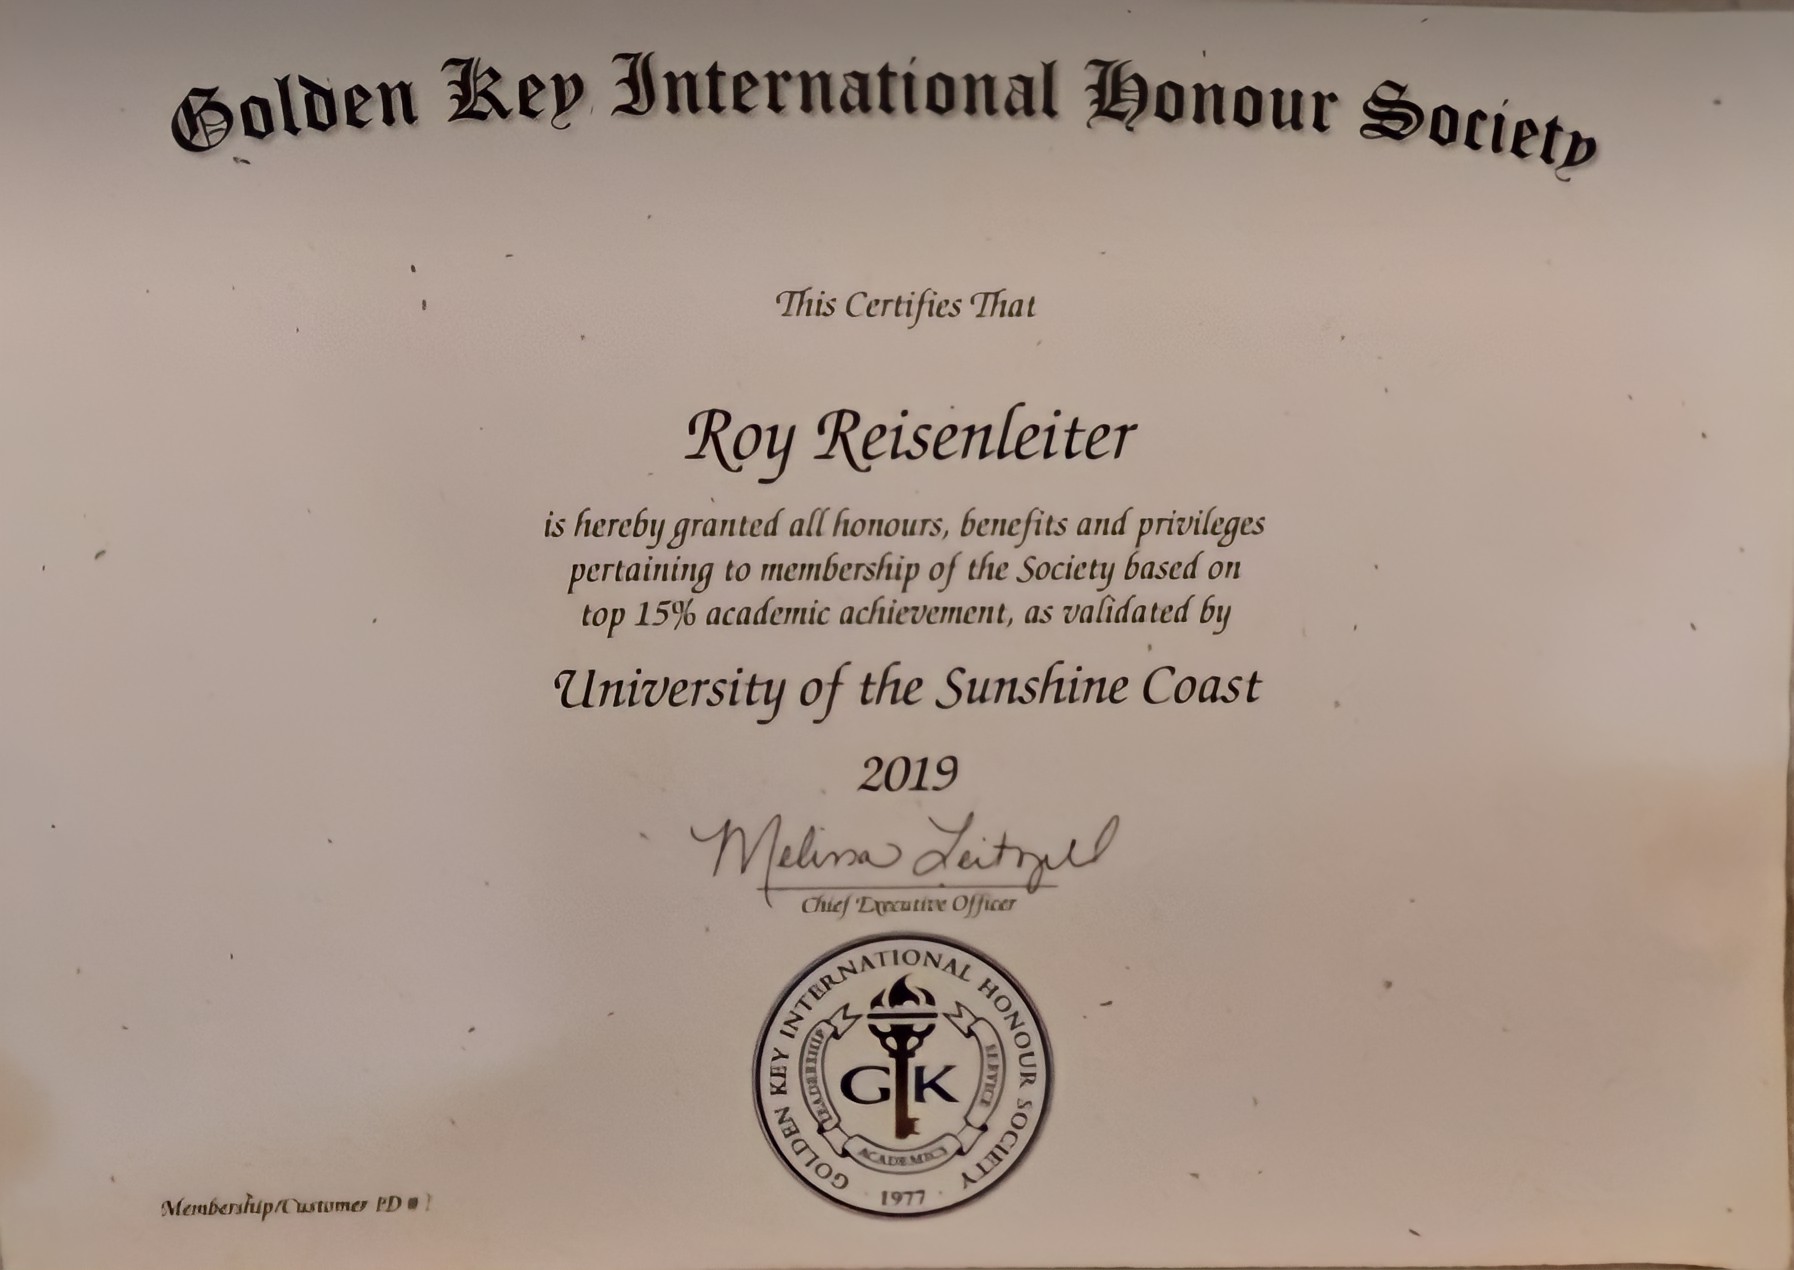 Golden Key International Honour Society
This Certifies That
Roy Reisenleiter
is hereby granted all honours, benefits and privileges
pertaining to membership of the Society based on
top 15% academic achievement, as validated by
University of the Sunshine Coast
2019
Melissa Leitzell
Chief Executive Officer
GOLDEN KEY INTERNATIONAL HONOUR SOCIETY
LEADERSHIP
SERVICE
GK
ACADEMICS
1977
Membership/Customer ID #